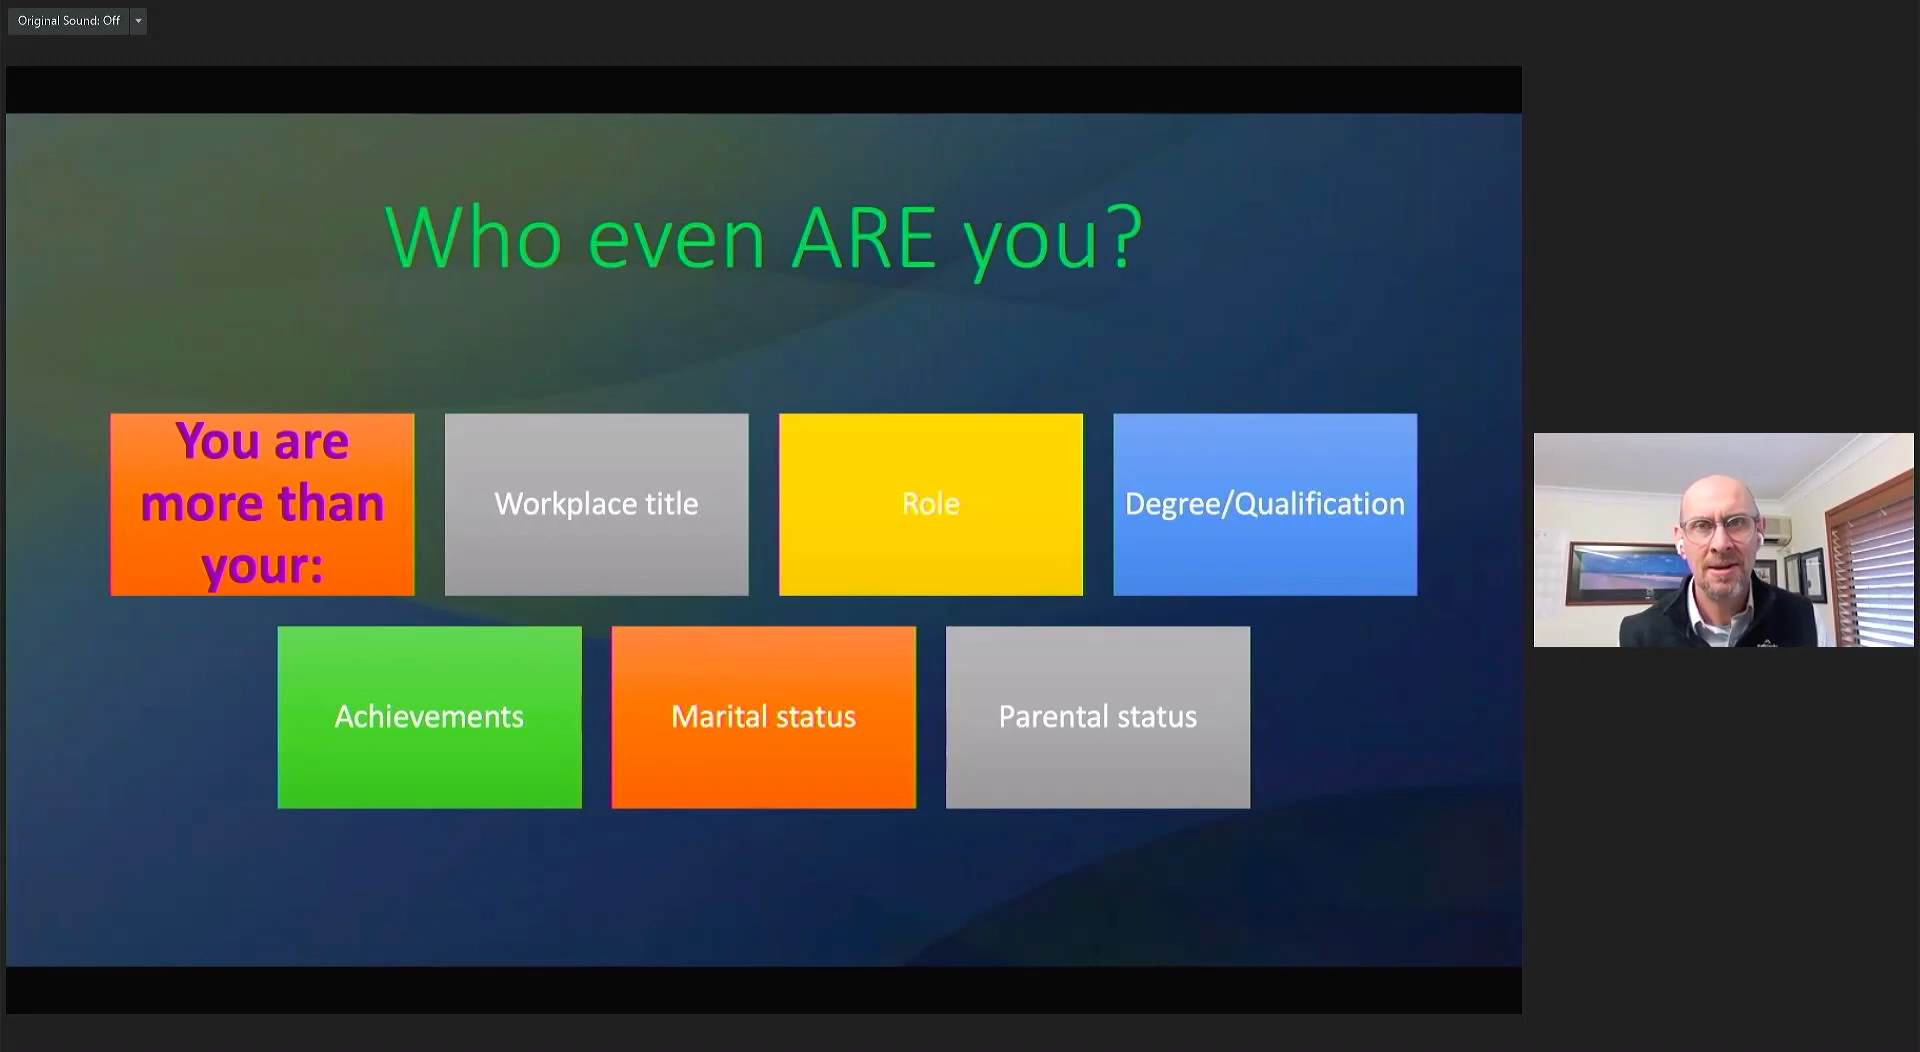 Original Sound: Off
Who even ARE you?
You are
more than
your:
Workplace title
Role
Degree/Qualification
Achievements
Marital status
Parental status